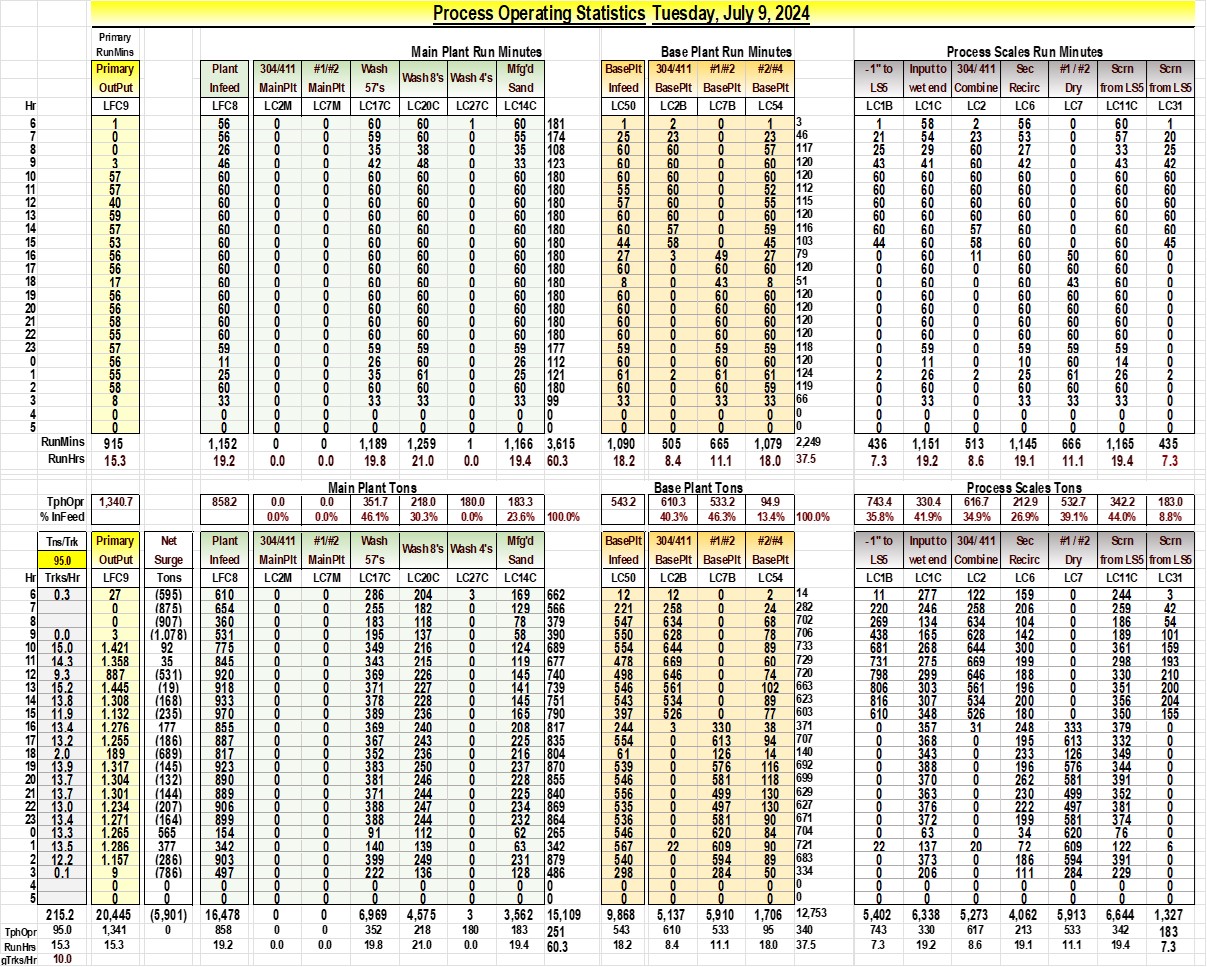 Process Operating Statistics Tuesday, July 9, 2024
Primary
RunMins Main Plant Run Minutes Base Plant Run Minutes Process Scales Run Minutes
Primary Plant 304/411 #1/#2 Wash Wash 8's Wash 4's Mfg'd BasePlt 304/411 #1/#2 #2/#4 -1" to Input to 304/ 411 Sec #1 / #2 Scrn Scrn
OutPut Infeed MainPlt MainPlt 57's Sand Infeed BasePlt BasePlt BasePlt LS5 wet end Combine Recirc Dry from LS5 from LS5
Hr LFC9 LFC8 LC2M LC7M LC17C LC20C LC27C LC14C LC50 LC2B LC7B LC54 LC1B LC1C LC2 LC6 LC7 LC11C LC31
6 1 56 0 0 60 60 1 60 181 1 2 0 1 3 1 58 2 56 0 60 1
7 0 56 0 0 59 60 0 55 174 25 23 0 23 46 21 54 23 53 0 57 20
8 0 26 0 0 35 38 0 35 108 60 60 0 57 117 25 29 60 27 0 33 25
9 3 46 0 0 42 48 0 33 123 60 60 0 60 120 43 41 60 42 0 43 42
10 57 60 0 0 60 60 0 60 180 60 60 0 60 120 60 60 60 60 0 60 60
11 57 60 0 0 60 60 0 60 180 55 60 0 52 112 60 60 60 60 0 60 60
12 40 60 0 0 60 60 0 60 180 57 60 0 55 115 60 60 60 60 0 60 60
13 59 60 0 0 60 60 0 60 180 60 60 0 60 120 60 60 60 60 0 60 60
14 57 60 0 0 60 60 0 60 180 60 57 0 59 116 60 60 57 60 0 60 60
15 53 60 0 0 60 60 0 60 180 44 58 0 45 103 44 60 58 60 0 60 45
16 56 60 0 0 60 60 0 60 180 27 3 49 27 79 0 60 11 60 50 60 0
17 56 60 0 0 60 60 0 60 180 60 0 60 60 120 0 60 0 60 60 60 0
18 17 60 0 0 60 60 0 60 180 8 0 43 8 51 0 60 0 60 43 60 0
19 56 60 0 0 60 60 0 60 180 60 0 60 60 120 0 60 0 60 60 60 0
20 56 60 0 0 60 60 0 60 180 60 0 60 60 120 0 60 0 60 60 60 0
21 58 60 0 0 60 60 0 60 180 60 0 60 60 120 0 60 0 60 60 60 0
22 55 60 0 0 60 60 0 60 180 60 0 60 60 120 0 60 0 60 60 60 0
23 57 59 0 0 59 59 0 59 177 59 0 59 59 118 0 59 0 59 59 59 0
0 56 11 0 0 26 60 0 26 112 60 0 60 60 120 0 11 0 10 60 14 0
1 55 25 0 0 35 61 0 25 121 61 2 61 61 124 2 26 2 25 61 26 2
2 58 60 0 0 60 60 0 60 180 60 0 60 59 119 0 60 0 60 60 60 0
3 8 33 0 0 33 33 0 33 99 33 0 33 33 66 0 33 0 33 33 33 0
4 0 0 0 0 0 0 0 0 0 0 0 0 0 0 0 0 0 0 0 0 0
5 0 0 0 0 0 0 0 0 0 0 0 0 0 0 0 0 0 0 0 0 0
RunMins 915 1,152 0 0 1,189 1,259 1 1,166 3,615 1,090 505 665 1,079 2,249 436 1,151 513 1,145 666 1,165 435
RunHrs 15.3 19.2 0.0 0.0 19.8 21.0 0.0 19.4 60.3 18.2 8.4 11.1 18.0 37.5 7.3 19.2 8.6 19.1 11.1 19.4 7.3
Main Plant Tons Base Plant Tons Process Scales Tons
TphOpr 1,340.7 858.2 0.0 0.0 351.7 218.0 180.0 183.3 543.2 610.3 533.2 94.9 743.4 330.4 616.7 212.9 532.7 342.2 183.0
% InFeed 0.0% 0.0% 46.1% 30.3% 0.0% 23.6% 100.0% 40.3% 46.3% 13.4% 100.0% 35.8% 41.9% 34.9% 26.9% 39.1% 44.0% 8.8%
Tns/Trk Primary Net Plant 304/411 #1/#2 Wash Wash 8's Wash 4's Mfg'd BasePlt 304/411 #1/#2 #2/#4 -1" to Input to 304/ 411 Sec #1 / #2 Scrn Scrn
95.0 OutPut Surge Infeed MainPlt MainPlt 57's Sand Infeed BasePlt BasePlt BasePlt LS5 wet end Combine Recirc Dry from LS5 from LS5
Hr Trks/Hr LFC9 Tons LFC8 LC2M LC7M LC17C LC20C LC27C LC14C LC50 LC2B LC7B LC54 LC1B LC1C LC2 LC6 LC7 LC11C LC31
6 0.3 27 (595) 610 0 0 286 204 3 169 662 12 12 0 2 14 11 277 122 159 0 244 3
7 0 (875) 654 0 0 255 182 0 129 566 221 258 0 24 282 220 246 258 206 0 259 42
8 0 (907) 360 0 0 183 118 0 78 379 547 634 0 68 702 269 134 634 104 0 186 54
9 0.0 3 (1,078) 531 0 0 195 137 0 58 390 550 628 0 78 706 438 165 628 142 0 189 101
10 15.0 1,421 92 775 0 0 349 216 0 124 689 554 644 0 89 733 681 268 644 300 0 361 159
11 14.3 1,358 35 845 0 0 343 215 0 119 677 478 669 0 60 729 731 275 669 199 0 298 193
12 9.3 887 (531) 920 0 0 369 226 0 145 740 498 646 0 74 720 798 299 646 188 0 330 210
13 15.2 1,445 (19) 918 0 0 371 227 0 141 739 546 561 0 102 663 806 303 561 196 0 351 200
14 13.8 1,308 (168) 933 0 0 378 228 0 145 751 543 534 0 89 623 816 307 534 200 0 356 204
15 11.9 1,132 (235) 970 0 0 389 236 0 165 790 397 526 0 77 603 610 348 526 180 0 350 155
16 13.4 1,276 177 855 0 0 369 240 0 208 817 244 3 330 38 371 0 357 31 248 333 379 0
17 13.2 1,255 (186) 887 0 0 367 243 0 225 835 554 0 613 94 707 0 368 0 195 613 332 0
18 2.0 189 (689) 817 0 0 352 236 0 216 804 61 0 126 14 140 0 343 0 233 126 349 0
19 13.9 1,317 (145) 923 0 0 383 250 0 237 870 539 0 576 116 692 0 388 0 196 576 344 0
20 13.7 1,304 (132) 890 0 0 381 246 0 228 855 546 0 581 118 699 0 370 0 262 581 391 0
21 13.7 1,301 (144) 889 0 0 371 244 0 225 840 556 0 499 130 629 0 363 0 230 499 352 0
22 13.0 1,234 (207) 906 0 0 388 247 0 234 869 535 0 497 130 627 0 376 0 222 497 381 0
23 13.4 1,271 (164) 899 0 0 388 244 0 232 864 536 0 581 90 671 0 372 0 199 581 374 0
0 13.3 1,265 565 154 0 0 91 112 0 62 265 546 0 620 84 704 0 63 0 34 620 76 0
1 13.5 1,286 377 342 0 0 140 139 0 63 342 567 22 609 90 721 22 137 20 72 609 122 6
2 12.2 1,157 (286) 903 0 0 399 249 0 231 879 540 0 594 89 683 0 373 0 186 594 391 0
3 0.1 9 (786) 497 0 0 222 136 0 128 486 298 0 284 50 334 0 206 0 111 284 229 0
4 0 0 0 0 0 0 0 0 0 0 0 0 0 0 0 0 0 0 0 0 0 0
5 0 0 0 0 0 0 0 0 0 0 0 0 0 0 0 0 0 0 0 0 0 0
215.2 20,445 (5,901) 16,478 0 0 6,969 4,575 3 3,562 15,109 9,868 5,137 5,910 1,706 12,753 5,402 6,338 5,273 4,062 5,913 6,644 1,327
TphOpr 95.0 1,341 0 858 0 0 352 218 180 183 251 543 610 533 95 340 743 330 617 213 533 342 183
RunHrs 15.3 15.3 19.2 0.0 0.0 19.8 21.0 0.0 19.4 60.3 18.2 8.4 11.1 18.0 37.5 7.3 19.2 8.6 19.1 11.1 19.4 7.3
gTrks/Hr 10.0